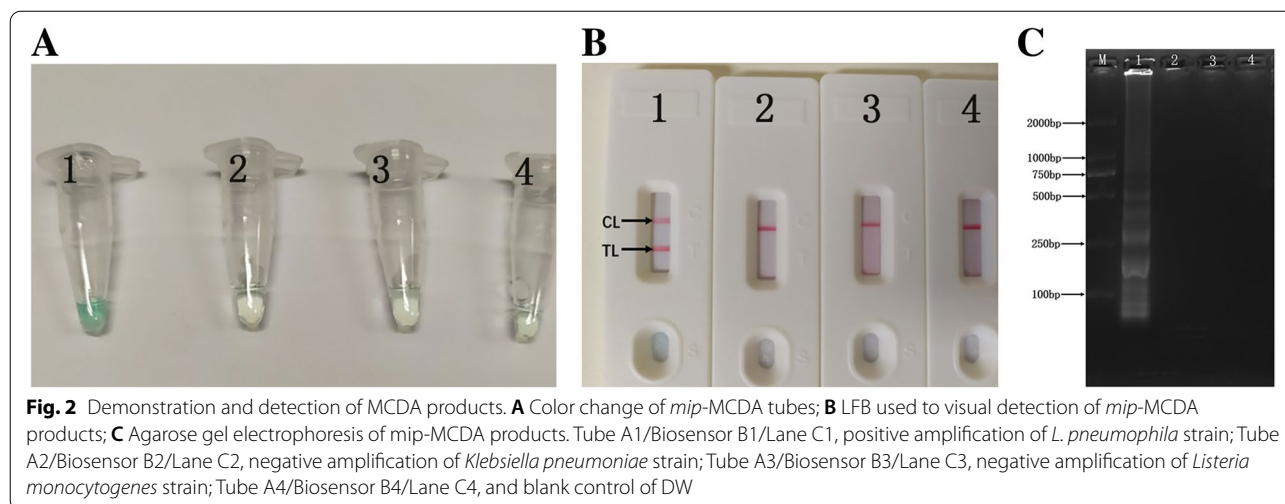 A
B
C
1
2
3
4
1
2
3
4
CL
TL
C
T
S
C
T
S
C
T
S
M
1
2
3
4
2000bp
1000bp
750bp
500bp
250bp
100bp
Fig. 2 Demonstration and detection of MCDA products. A Color change of mip-MCDA tubes; B LFB used to visual detection of mip-MCDA
products; C Agarose gel electrophoresis of mip-MCDA products. Tube A1/Biosensor B1/Lane C1, positive amplification of L. pneumophila strain; Tube
A2/Biosensor B2/Lane C2, negative amplification of Klebsiella pneumoniae strain; Tube A3/Biosensor B3/Lane C3, negative amplification of Listeria
monocytogenes strain; Tube A4/Biosensor B4/Lane C4, and blank control of DW